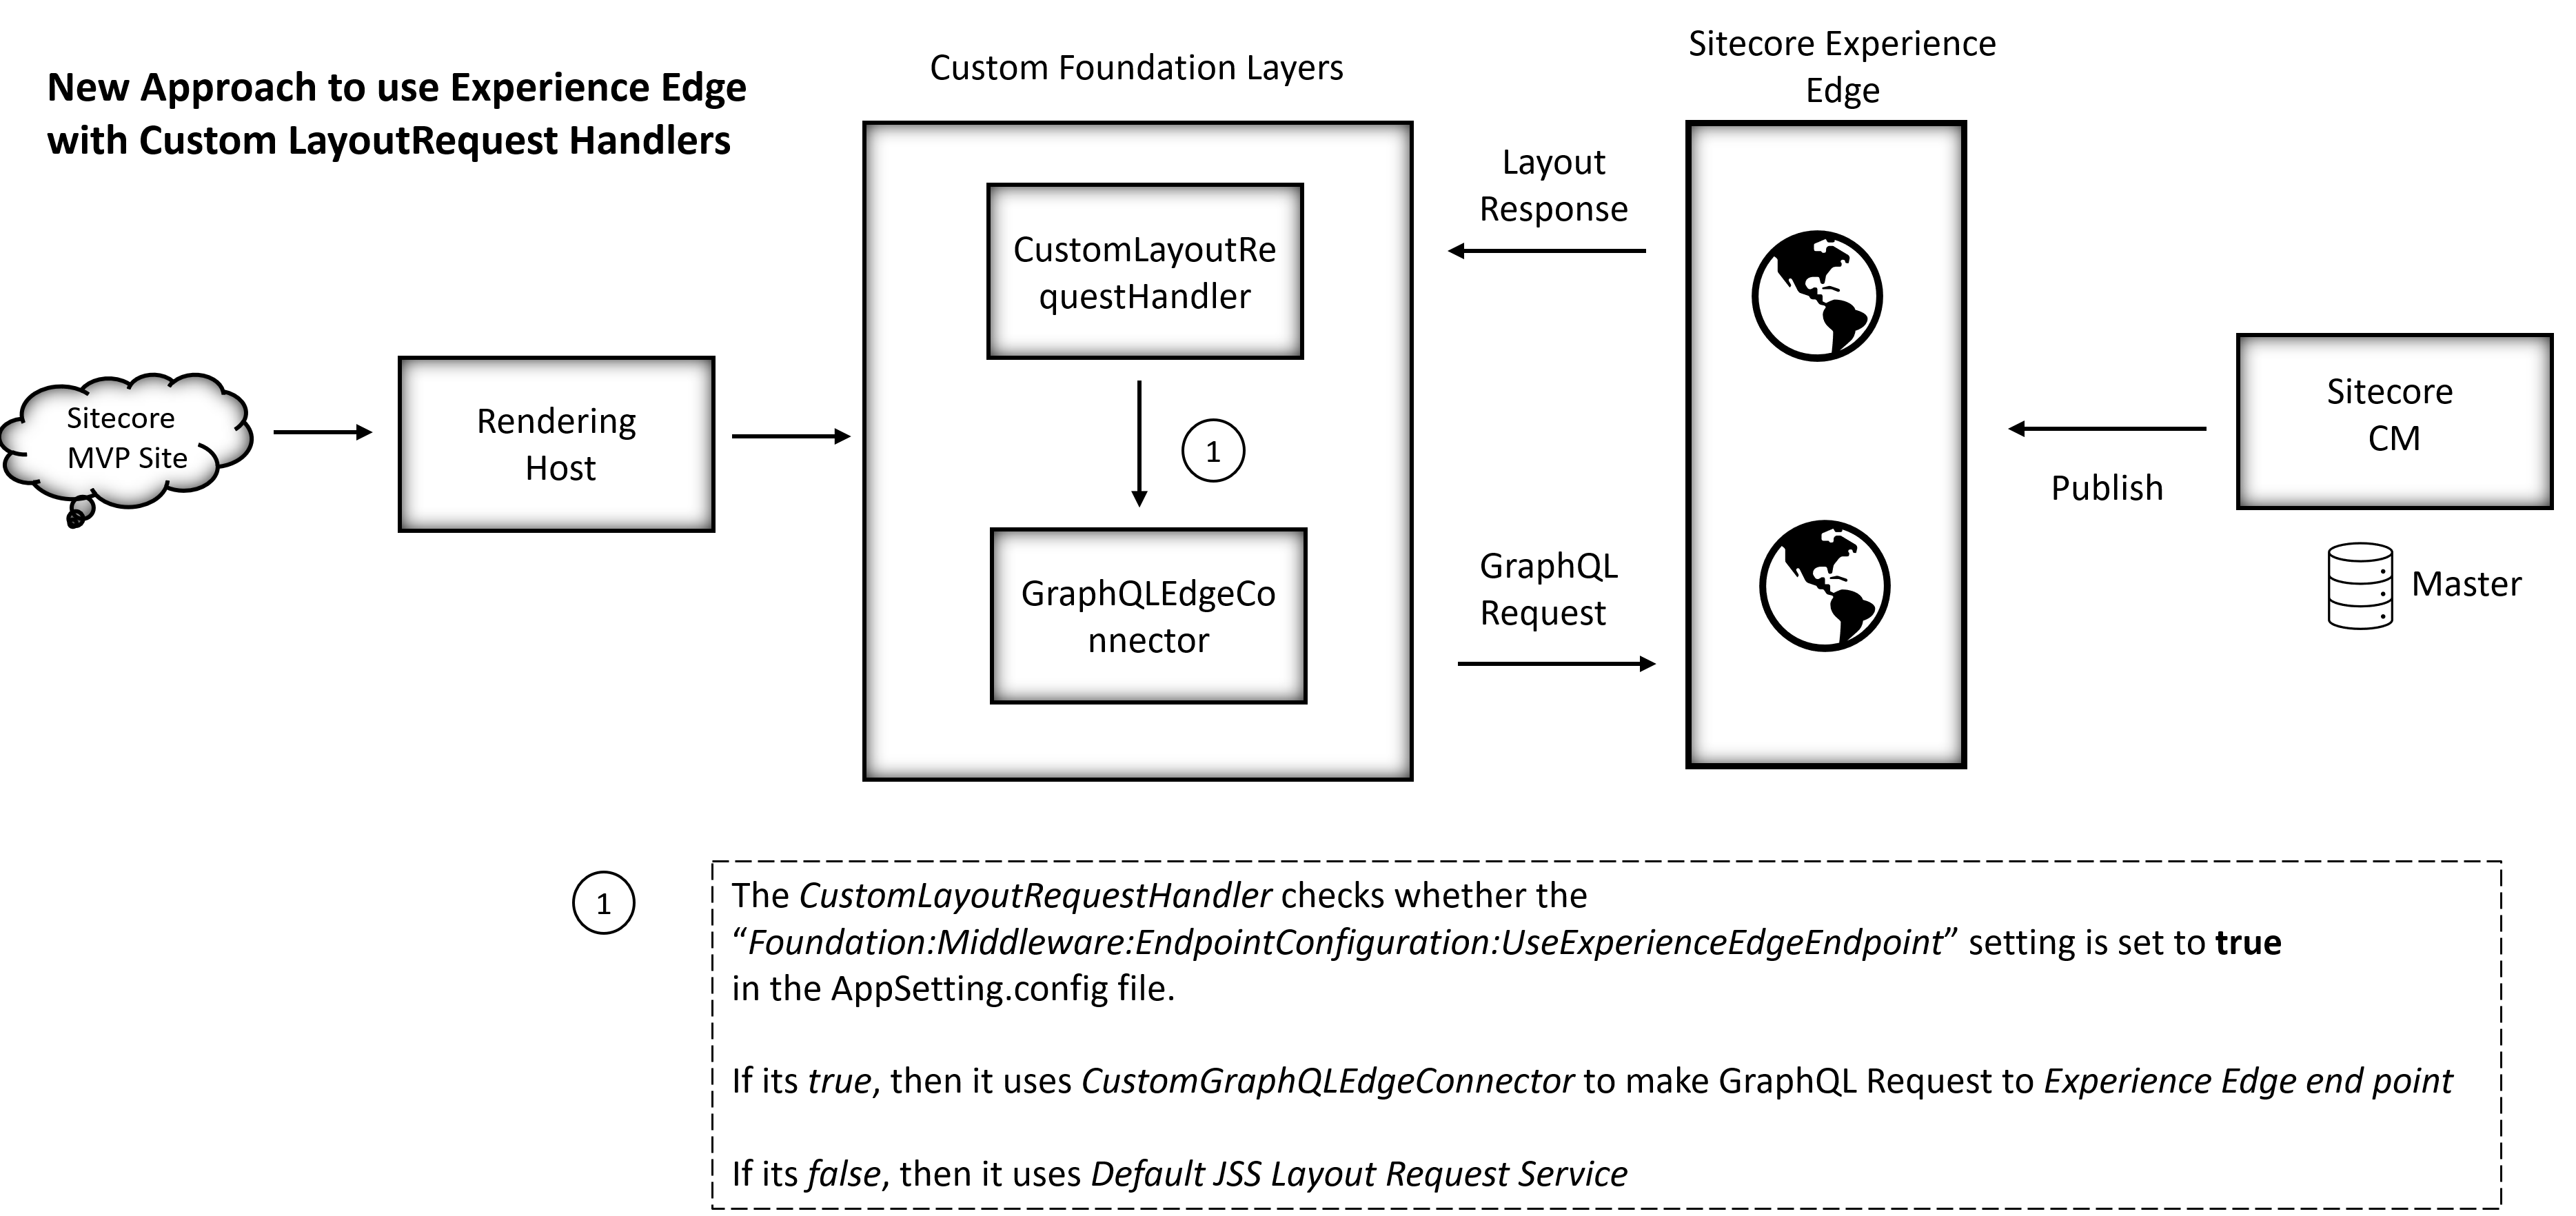 New Approach to use Experience Edge
with Custom LayoutRequest Handlers
Custom Foundation Layers
Sitecore Experience
Edge
Sitecore
MVP Site
Rendering
Host
CustomLayoutRe
questHandler
1
GraphQLEdgeCo
nnector
Layout
Response
GraphQL
Request
Publish
Sitecore
CM
Master
1
The CustomLayoutRequestHandler checks whether the
“Foundation:Middleware:EndpointConfiguration:UseExperienceEdgeEndpoint” setting is set to true
in the AppSetting.config file.
If its true, then it uses CustomGraphQLEdgeConnector to make GraphQL Request to Experience Edge end point
If its false, then it uses Default JSS Layout Request Service